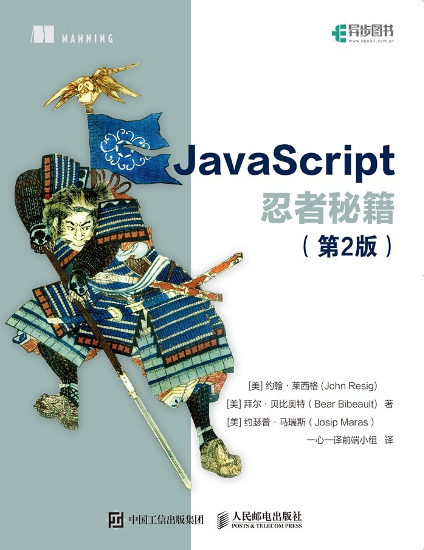 MANNING
异步图书
www.epubit.com.cn
JavaScript
忍者秘籍
（第2版）
[美] 约翰·莱西格 (John Resig)
[美] 拜尔·贝比奥特 ( Bear Bibeault) 著
[美] 约瑟普·马瑞斯 ( Josip Maras )
一心一译前端小组 译
中国工信出版集团
人民邮电出版社
POSTS & TELECOM PRESS